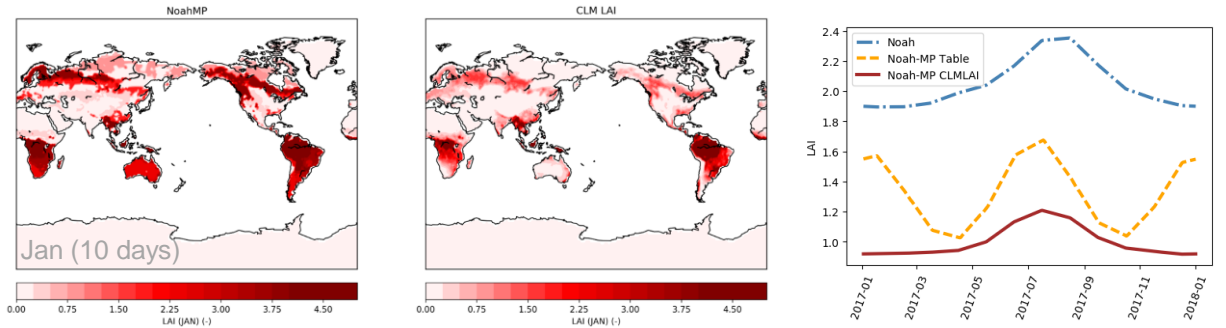 NoahMP
Jan (10 days)
0.00 0.75 1.50 2.25 3.00 3.75 4.50
LAI (JAN) (-)
CLM LAI
0.00 0.75 1.50 2.25 3.00 3.75 4.50
LAI (JAN) (-)
Noah
Noah-MP Table
Noah-MP CLMLAI
LAI
2.4
2.2
2.0
1.8
1.6
1.4
1.2
1.0
2017-01 2017-03 2017-05 2017-07 2017-09 2017-11 2018-01